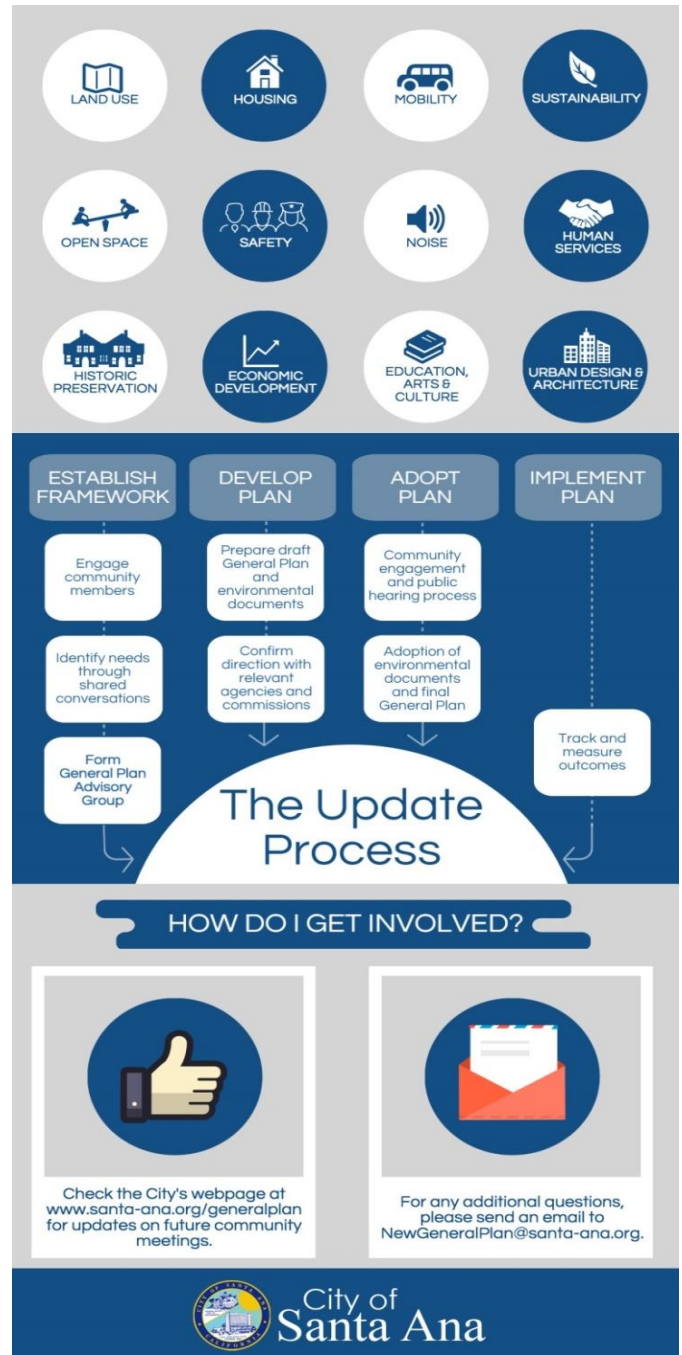 LAND USE
HOUSING
MOBILITY
SUSTAINABILITY
OPEN SPACE
SAFETY
NOISE
HUMAN
SERVICES
HISTORIC
PRESERVATION
ECONOMIC
DEVELOPMENT
EDUCATION,
ARTS &
CULTURE
URBAN DESIGN &
ARCHITECTURE
ESTABLISH
FRAMEWORK
Engage
community
members
Identify needs
through
shared
conversations
Form
General Plan
Advisory
Group
DEVELOP
PLAN
Prepare draft
General Plan
and
environmental
documents
Confirm
direction with
relevant
agencies and
commissions
ADOPT
PLAN
Community
engagement
and public
hearing process
Adoption of
environmental
documents
and final
General Plan
IMPLEMENT
PLAN
Track and
measure
outcomes
The Update
Process
HOW DO I GET INVOLVED?
Check the City's webpage at
www.santa-ana.org/generalplan
for updates on future community
meetings.
For any additional questions,
please send an email to
NewGeneralPlan@santa-ana.org.
CITY OF SANTA ANA
CALIFORNIA
City of
Santa Ana